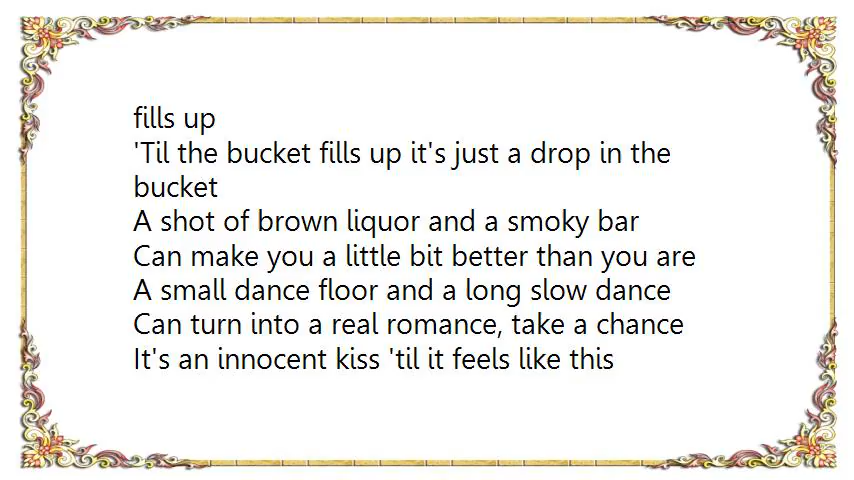 fills up
'Til the bucket fills up it's just a drop in the
bucket
A shot of brown liquor and a smoky bar
Can make you a little bit better than you are
A small dance floor and a long slow dance
Can turn into a real romance, take a chance
It's an innocent kiss 'til it feels like this